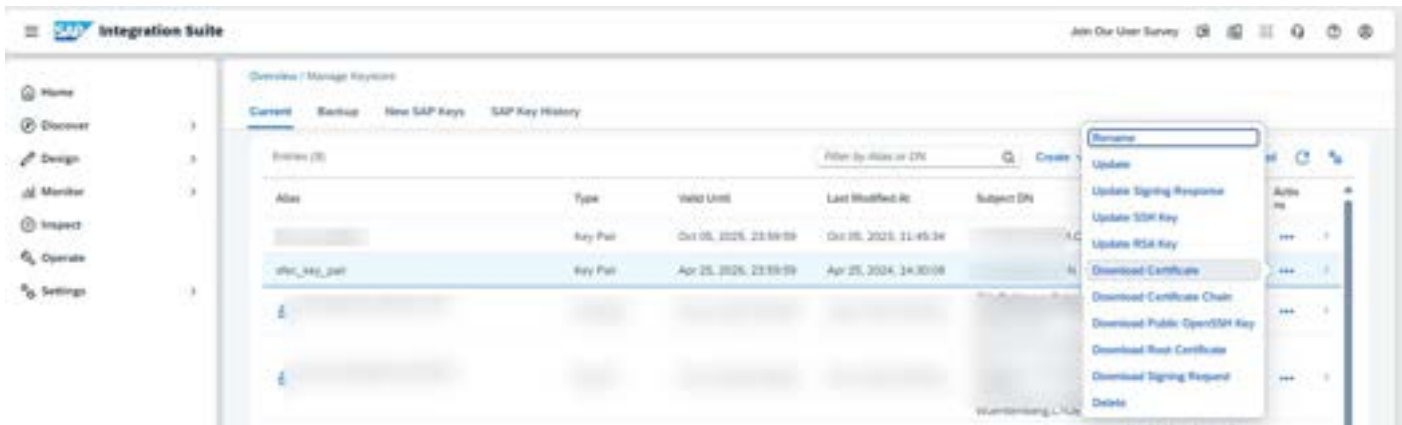 SAP Integration Suite
Join Our User Survey
Home
Discover
Design
Monitor
Inspect
Operate
Settings
Overview / Manage Keystore
Current Backup New SAP Keys SAP Key History
Entries (9)
Filter by Alias or DN
Create
Alias Type Valid Until Last Modified At Subject DN Actions
Key Pair Oct 05, 2025, 23:59:59 Oct 05, 2023, 11:45:34
sfec_key_pair Key Pair Apr 25, 2026, 23:59:59 Apr 25, 2024, 14:30:08
Rename
Update
Update Signing Response
Update SSH Key
Update RSA Key
Download Certificate
Download Certificate Chain
Download Public OpenSSH Key
Download Root Certificate
Download Signing Request
Delete